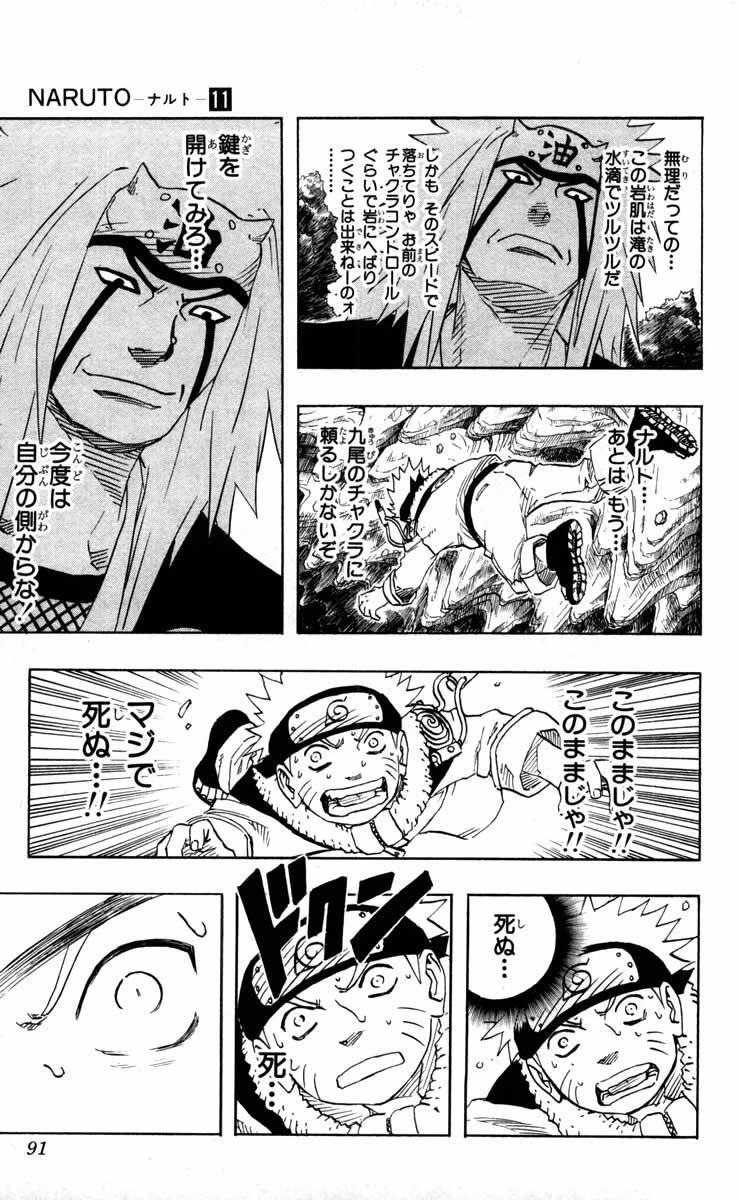 NARUTO―ナルト―11
無理だっての…
この岩肌は滝の
水滴でツルツルだ
しかも そのスピードで
落ちてりゃ お前の
チャクラコントロール
ぐらいで岩にへばり
つくことは出来ねーのォ
………
鍵を
開けてみろ…
今度は
自分の側からな！
ナルト…
あとは もう…
九尾のチャクラに
頼るしかないぞ
このままじゃ!!
このままじゃ!!
マジで
死ぬ…!!
死ぬ…
ドクン
死…
油
91